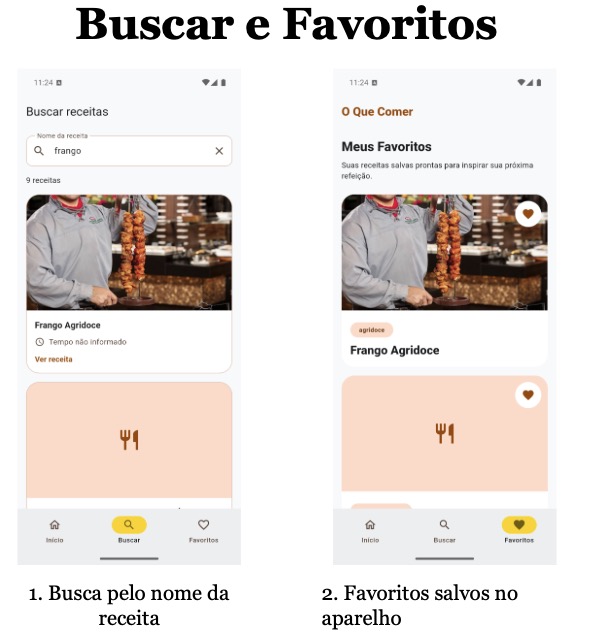 Buscar e Favoritos
11:24
Buscar receitas
Nome da receita
frango
9 receitas
Frango Agridoce
Tempo não informado
Ver receita
Início
Buscar
Favoritos
1. Busca pelo nome da
receita
11:24
O Que Comer
Meus Favoritos
Suas receitas salvas prontas para inspirar sua próxima
refeição.
agridoce
Frango Agridoce
Início
Buscar
Favoritos
2. Favoritos salvos no
aparelho